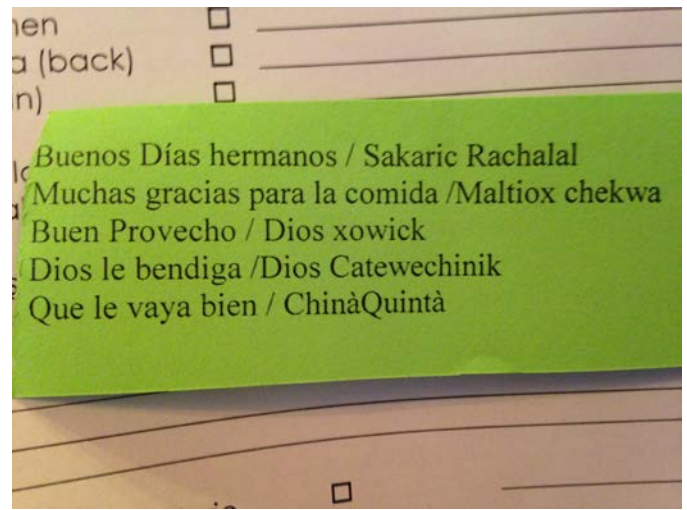 (back)
Buenos Días hermanos / Sakaric Rachalal
Muchas gracias para la comida /Maltiox chekwa
Buen Provecho / Dios xowick
Dios le bendiga /Dios Catewechinik
Que le vaya bien / ChinàQuintà